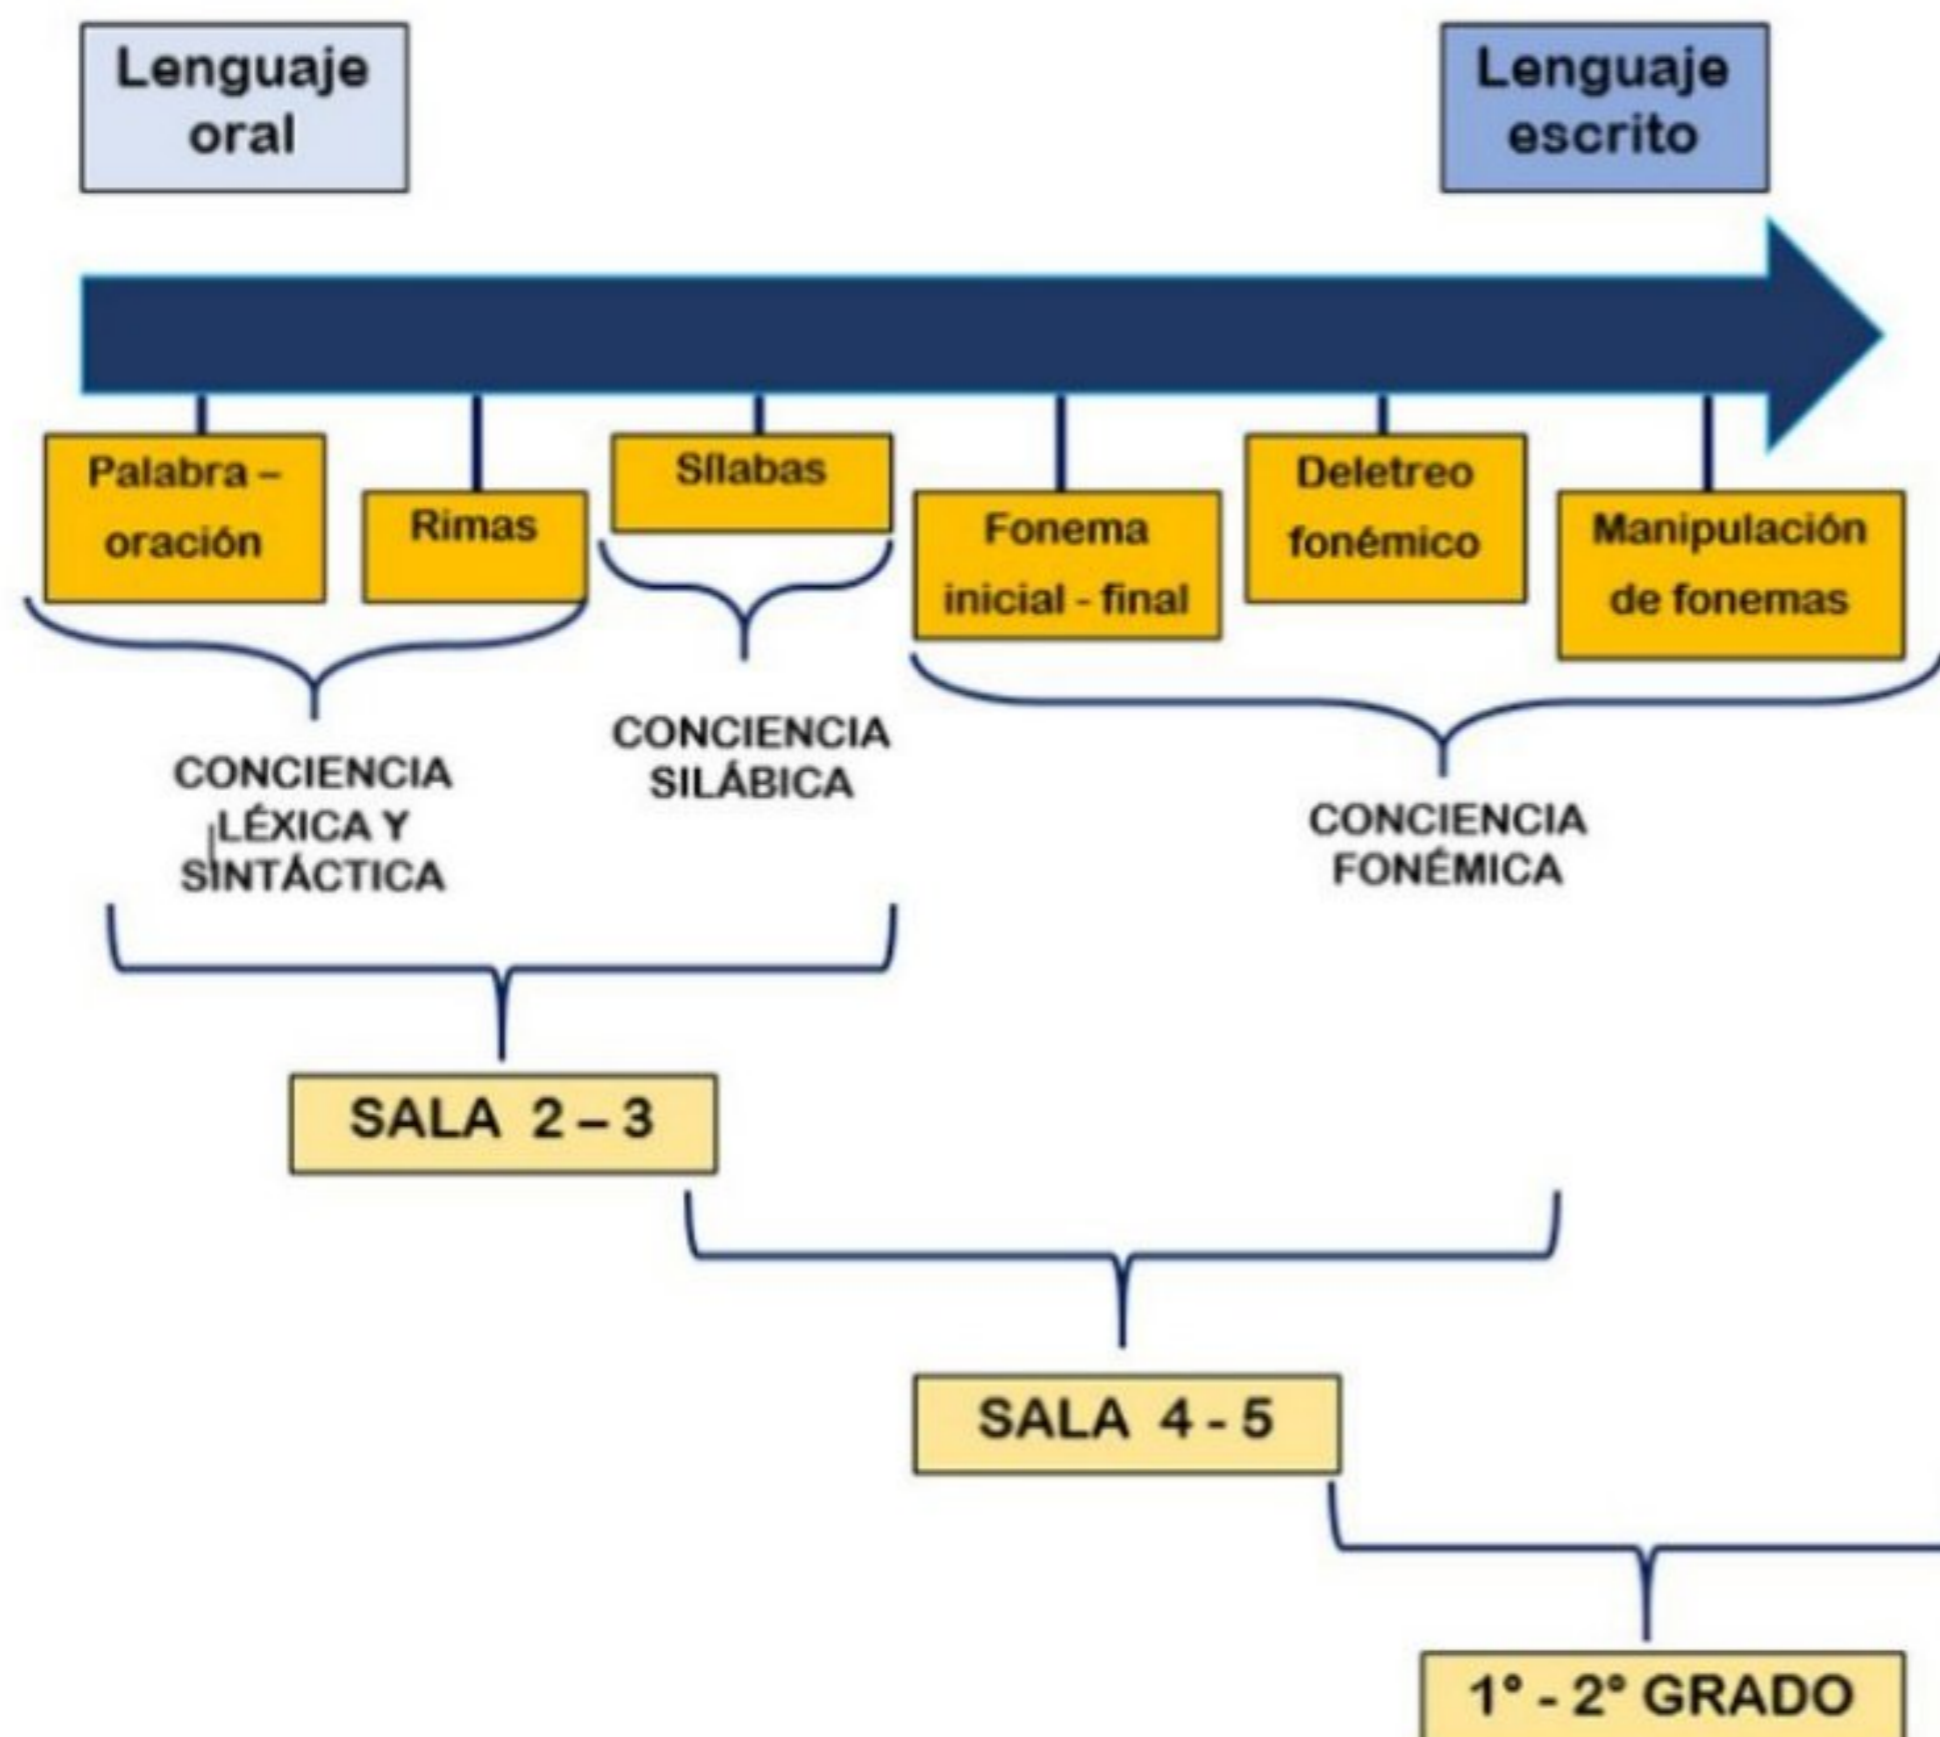 Lenguaje
oral
Lenguaje
escrito
Palabra –
oración
Rimas
Sílabas
Fonema
inicial - final
Deletreo
fonémico
Manipulación
de fonemas
CONCIENCIA
LÉXICA Y
SINTÁCTICA
CONCIENCIA
SILÁBICA
CONCIENCIA
FONÉMICA
SALA 2 – 3
SALA 4 - 5
1° - 2° GRADO